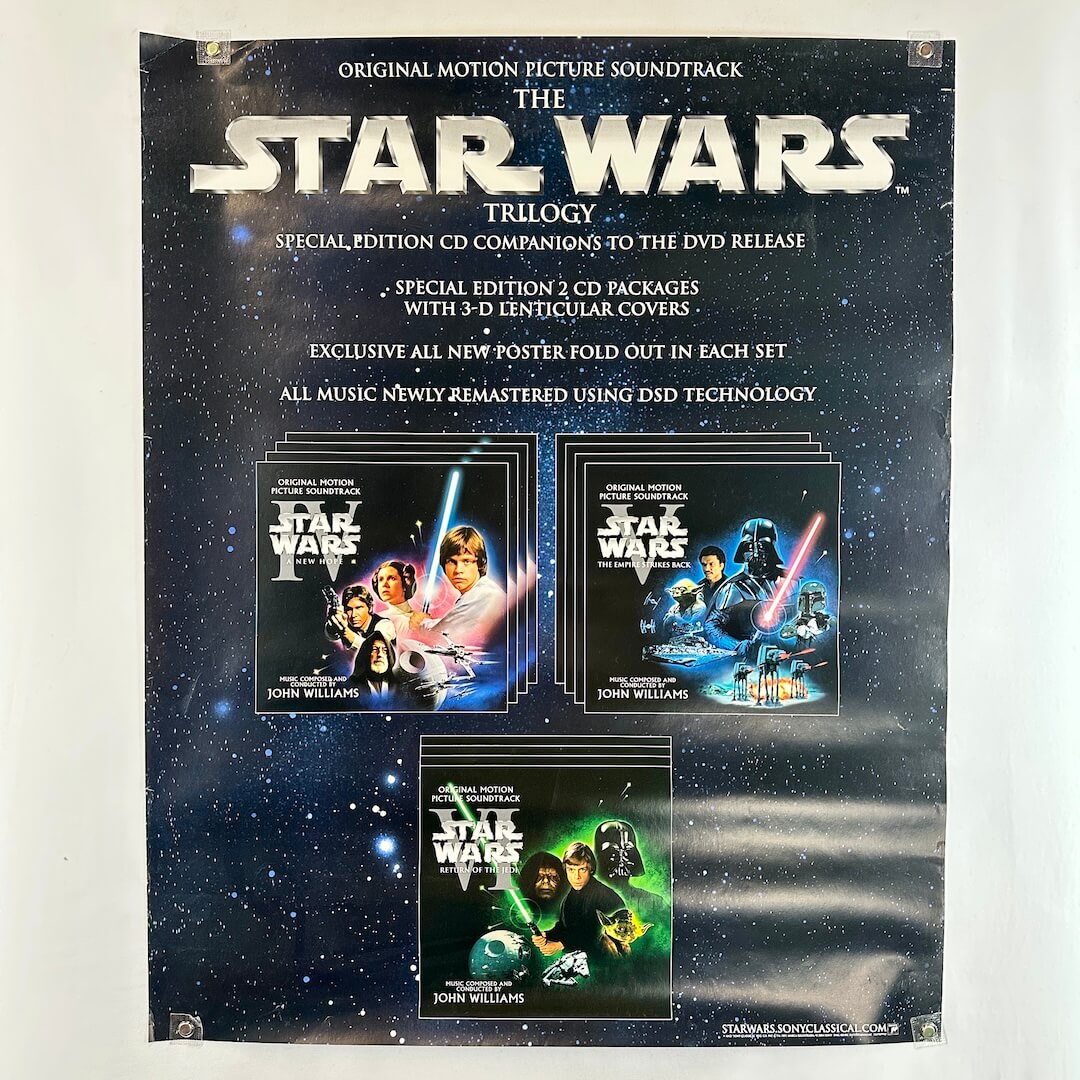 ORIGINAL MOTION PICTURE SOUNDTRACK
THE
STAR WARS
TM
TRILOGY
SPECIAL EDITION CD COMPANIONS TO THE DVD RELEASE
SPECIAL EDITION 2 CD PACKAGES
WITH 3-D LENTICULAR COVERS
EXCLUSIVE ALL NEW POSTER FOLD OUT IN EACH SET
ALL MUSIC NEWLY REMASTERED USING DSD TECHNOLOGY
ORIGINAL MOTION
PICTURE SOUNDTRACK
IV
STAR
WARS
A NEW HOPE
MUSIC COMPOSED AND
CONDUCTED BY
JOHN WILLIAMS
ORIGINAL MOTION
PICTURE SOUNDTRACK
V
STAR
WARS
THE EMPIRE STRIKES BACK
MUSIC COMPOSED AND
CONDUCTED BY
JOHN WILLIAMS
ORIGINAL MOTION
PICTURE SOUNDTRACK
VI
STAR
WARS
RETURN OF THE JEDI
MUSIC COMPOSED AND
CONDUCTED BY
JOHN WILLIAMS
STARWARS.SONYCLASSICAL.COM